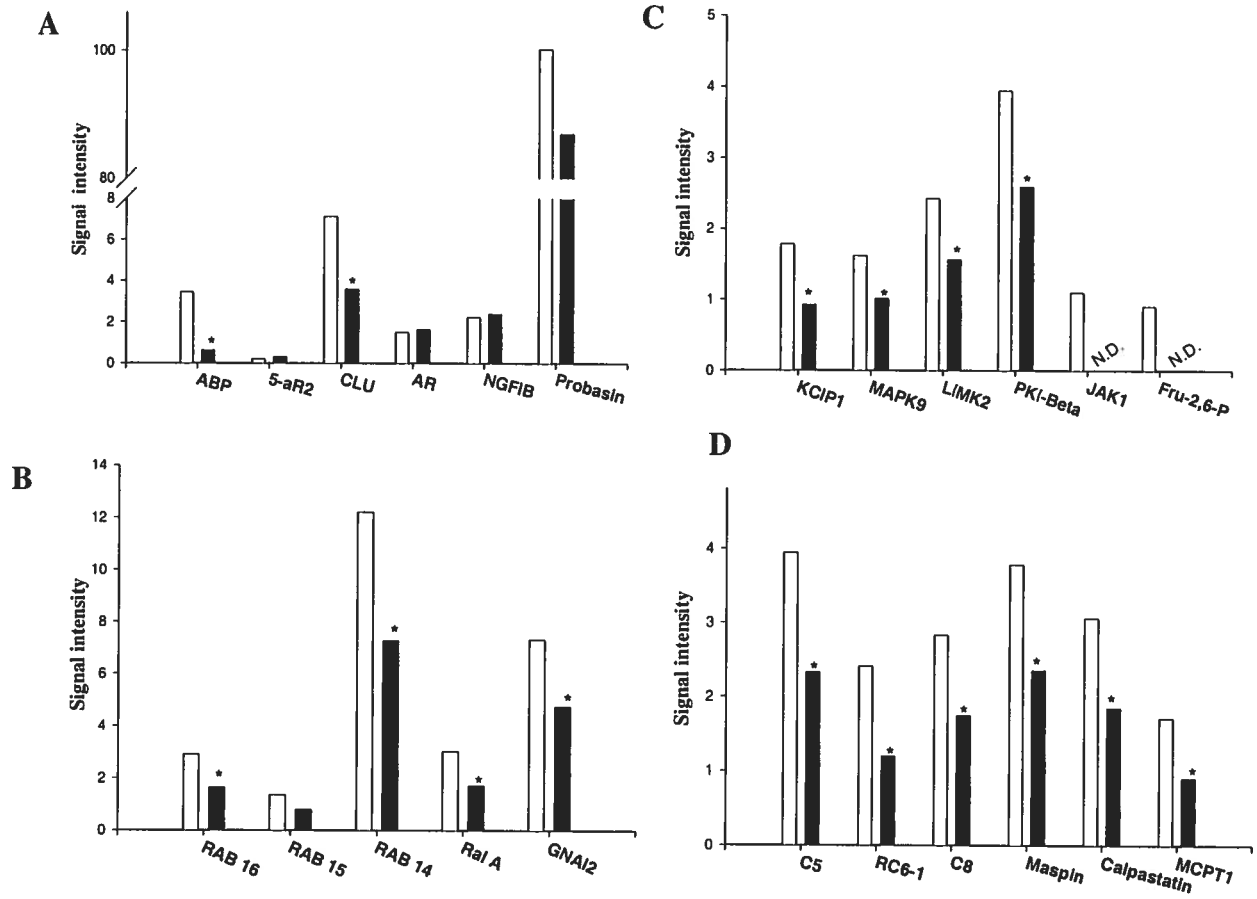 A
Signal intensity
100
80
8
6
4
2
0
*
*
ABP
5-aR2
CLU
AR
NGFIB
Probasin
C
Signal intensity
5
4
3
2
1
0
*
*
*
*
N.D.
N.D.
KCIP1
MAPK9
LIMK2
PKI-Beta
JAK1
Fru-2,6-P
B
Signal intensity
14
12
10
8
6
4
2
0
*
*
*
*
RAB 16
RAB 15
RAB 14
Ral A
GNAI2
D
Signal intensity
4
3
2
1
0
*
*
*
*
*
*
C5
RC6-1
C8
Maspin
Calpastatin
MCPT1